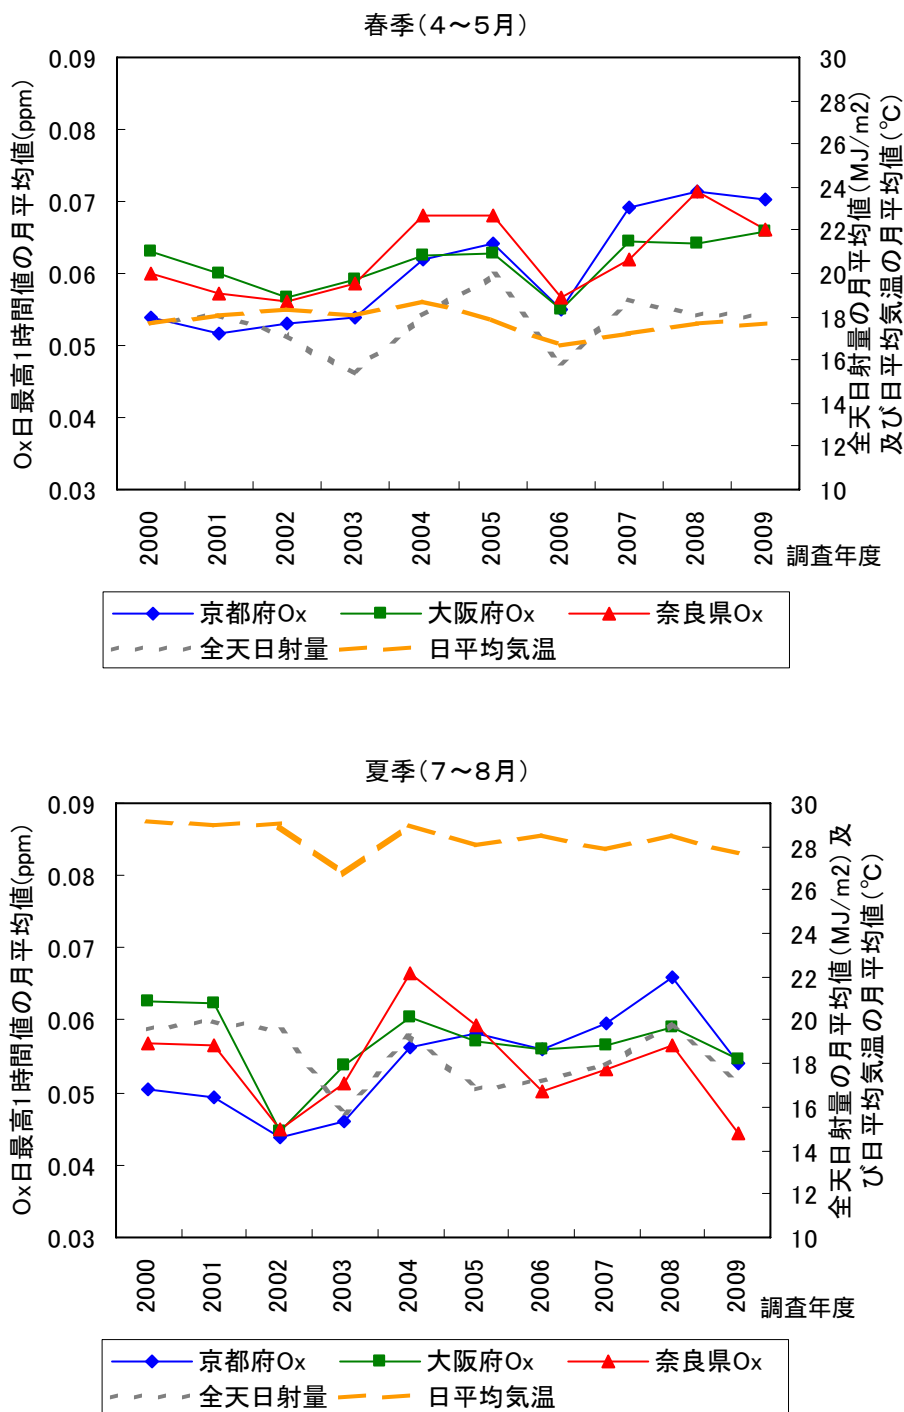 春季(4～5月)
Ox日最高1時間値の月平均値(ppm)
0.09
0.08
0.07
0.06
0.05
0.04
0.03
30
28
26
24
22
20
18
16
14
12
10
全天日射量の月平均値(MJ/m2)
及び日平均気温の月平均値(℃)
2000 2001 2002 2003 2004 2005 2006 2007 2008 2009
調査年度
京都府Ox 大阪府Ox 奈良県Ox
全天日射量 日平均気温
夏季(7～8月)
Ox日最高1時間値の月平均値(ppm)
0.09
0.08
0.07
0.06
0.05
0.04
0.03
30
28
26
24
22
20
18
16
14
12
10
全天日射量の月平均値(MJ/m2)及
び日平均気温の月平均値(℃)
2000 2001 2002 2003 2004 2005 2006 2007 2008 2009
調査年度
京都府Ox 大阪府Ox 奈良県Ox
全天日射量 日平均気温